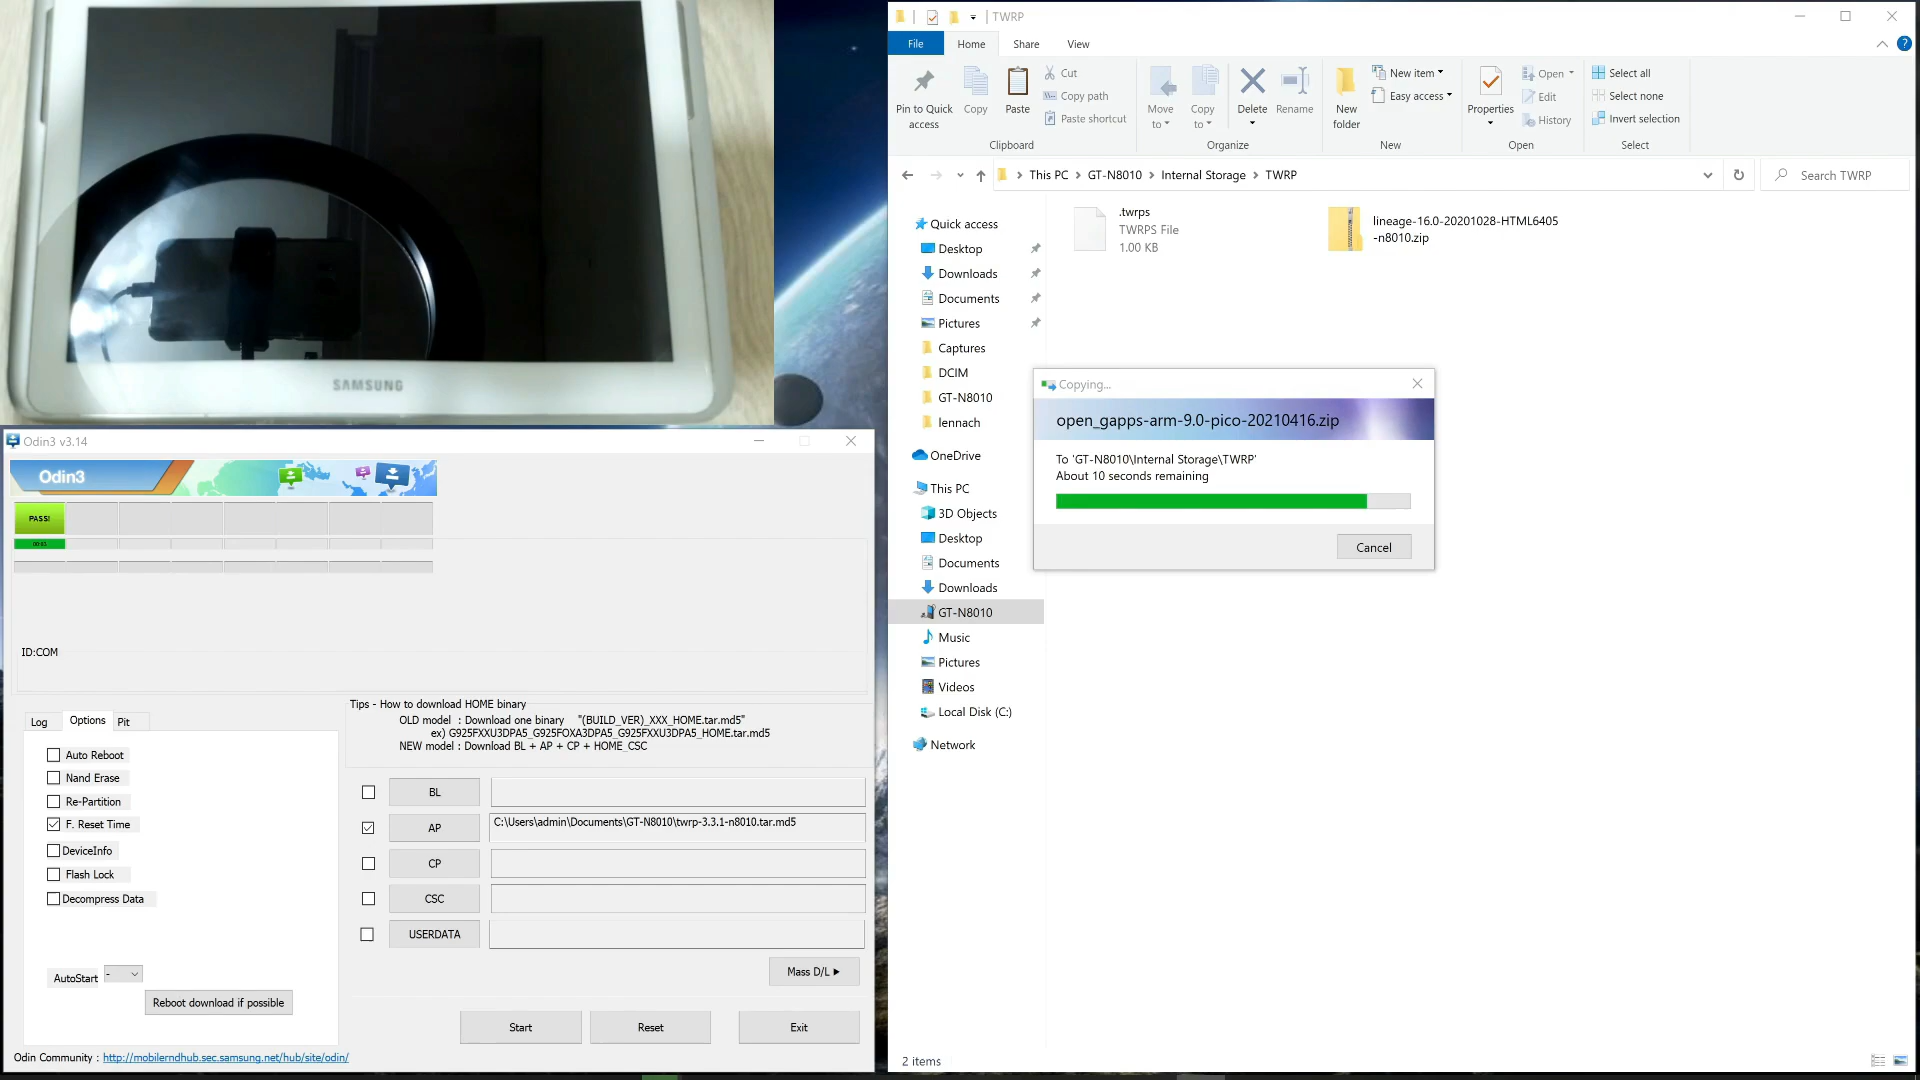 SAMSUNG
Odin3 v3.14
Odin3
PASS!
ID:COM
Log
Options
Pit
Auto Reboot
Nand Erase
Re-Partition
F. Reset Time
DeviceInfo
Flash Lock
Decompress Data
AutoStart
-
Reboot download if possible
Tips - How to download HOME binary
OLD model : Download one binary "(BUILD_VER)_XXX_HOME.tar.md5"
ex) G925FXXU3DPA5_G925FOXA3DPA5_G925FXXU3DPA5_HOME.tar.md5
NEW model : Download BL + AP + CP + HOME_CSC
BL
AP
C:\Users\admin\Documents\GT-N8010\twrp-3.3.1-n8010.tar.md5
CP
CSC
USERDATA
Mass D/L
Start
Reset
Exit
Odin Community : http://mobilerndhub.sec.samsung.net/hub/site/odin/
TWRP
File
Home
Share
View
Pin to Quick
access
Copy
Paste
Cut
Copy path
Paste shortcut
Clipboard
Move
to
Copy
to
Delete
Rename
Organize
New
folder
New item
Easy access
New
Properties
Open
Edit
History
Open
Select all
Select none
Invert selection
Select
This PC
GT-N8010
Internal Storage
TWRP
Search TWRP
Quick access
Desktop
Downloads
Documents
Pictures
Captures
DCIM
GT-N8010
lennach
OneDrive
This PC
3D Objects
Desktop
Documents
Downloads
GT-N8010
Music
Pictures
Videos
Local Disk (C:)
Network
.twrps
TWRPS File
1.00 KB
lineage-16.0-20201028-HTML6405
-n8010.zip
Copying...
open_gapps-arm-9.0-pico-20210416.zip
To 'GT-N8010\Internal Storage\TWRP'
About 10 seconds remaining
Cancel
2 items